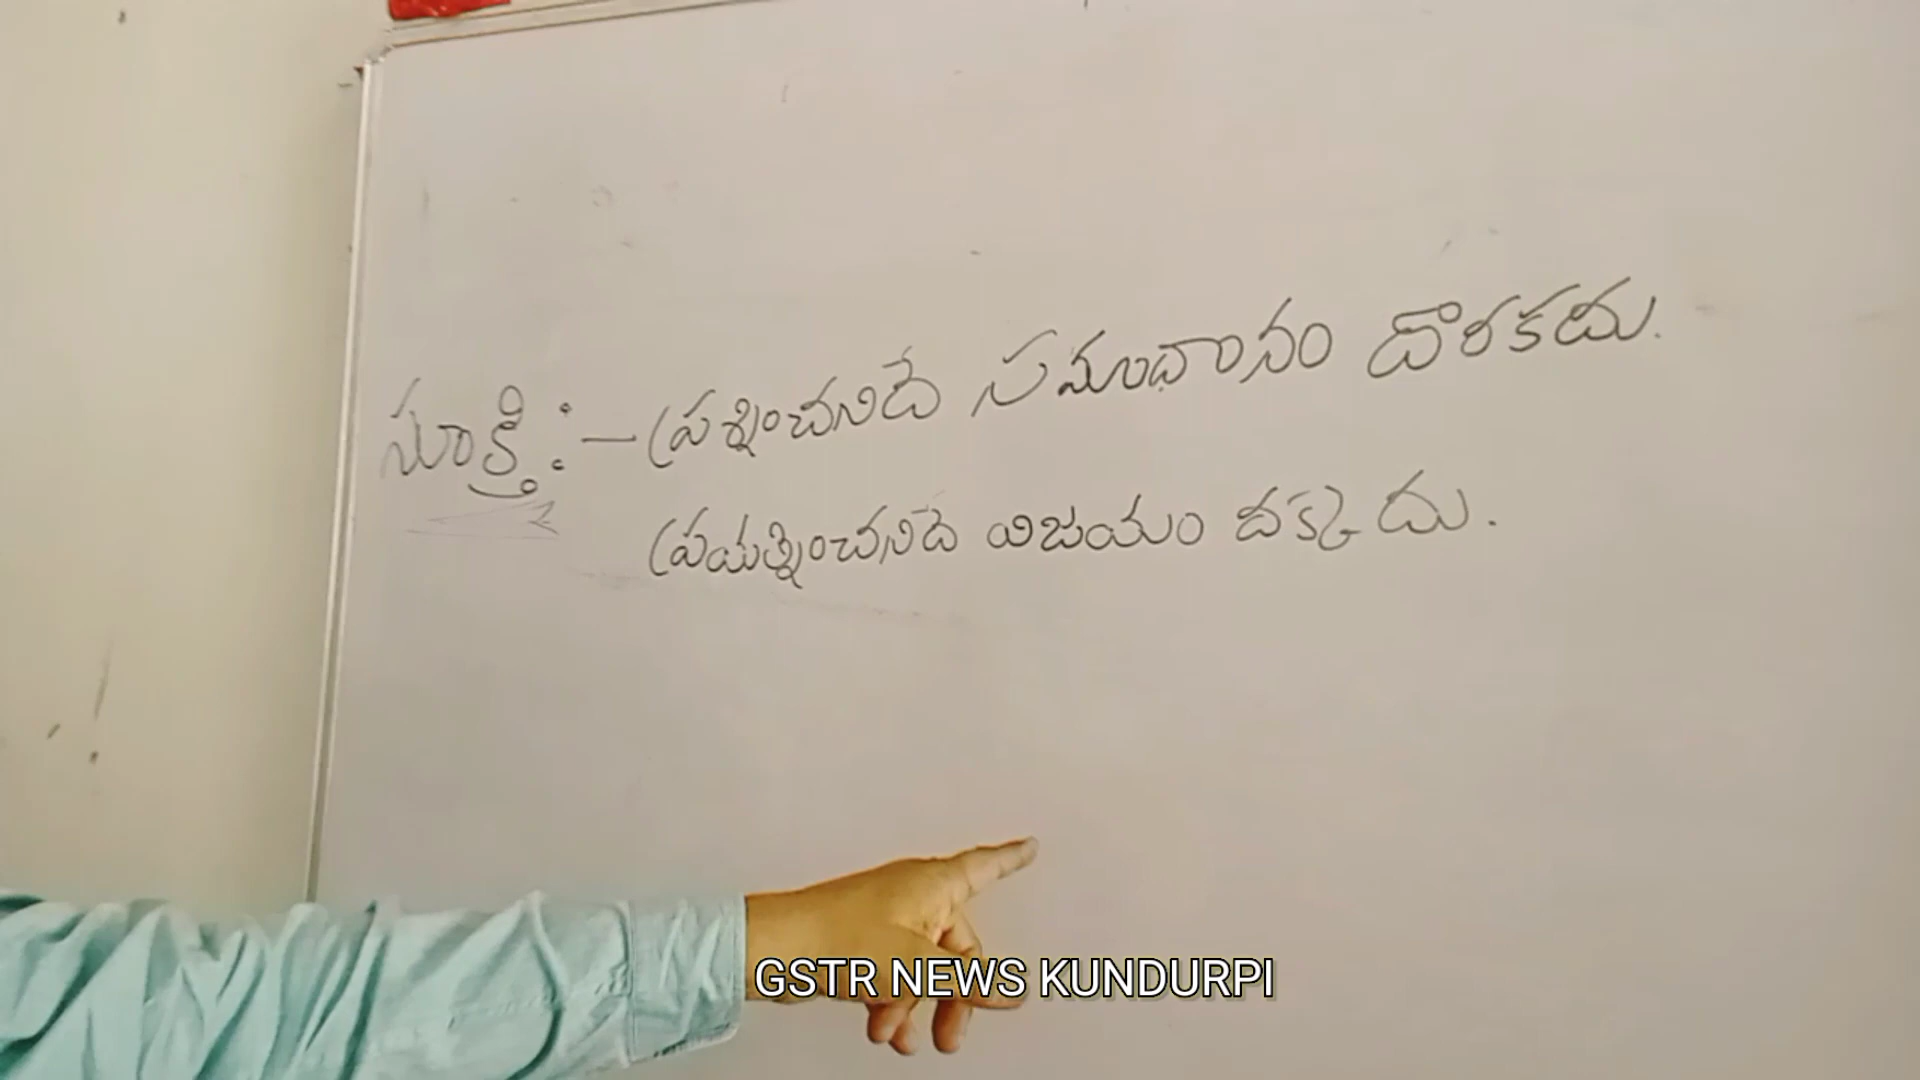 సూక్తి :- ప్రశ్నించనిదే సమాధానం దొరకదు.
ప్రయత్నించనిదే విజయం దక్కదు.
GSTR NEWS KUNDURPI